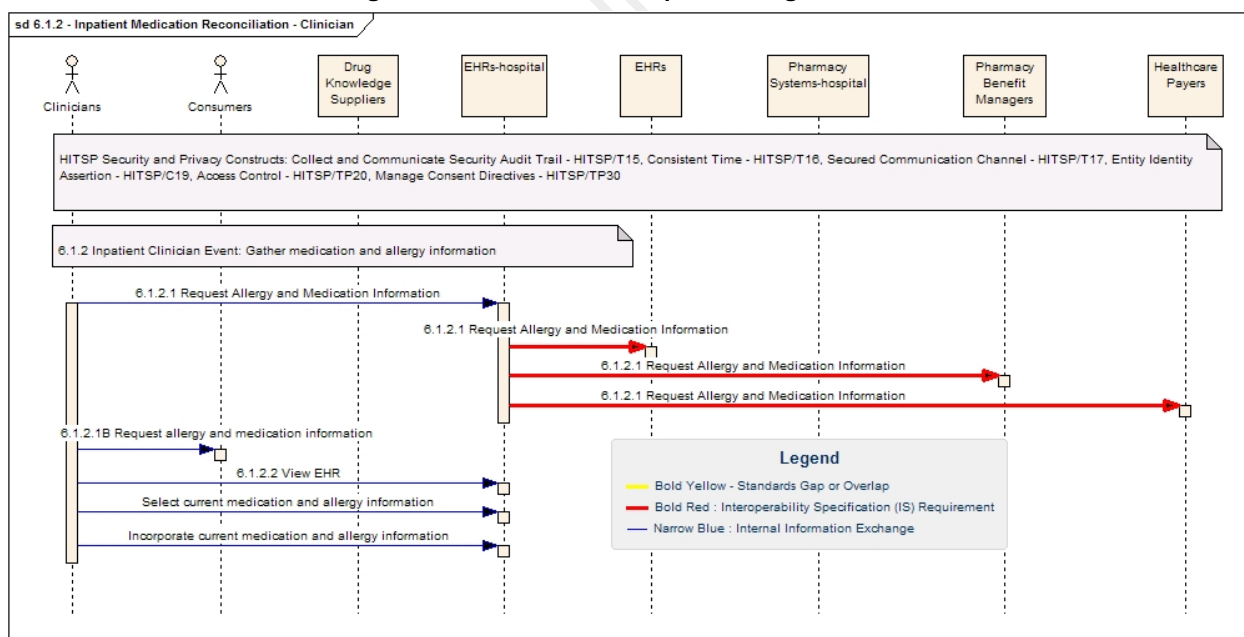 sd 6.1.2 - Inpatient Medication Reconciliation - Clinician
Clinicians
Consumers
Drug
Knowledge
Suppliers
EHRs-hospital
EHRs
Pharmacy
Systems-hospital
Pharmacy
Benefit
Managers
Healthcare
Payers
HITSP Security and Privacy Constructs: Collect and Communicate Security Audit Trail - HITSP/T15, Consistent Time - HITSP/T16, Secured Communication Channel - HITSP/T17, Entity Identity
Assertion - HITSP/C19, Access Control - HITSP/TP20, Manage Consent Directives - HITSP/TP30
6.1.2 Inpatient Clinician Event: Gather medication and allergy information
6.1.2.1 Request Allergy and Medication Information
6.1.2.1 Request Allergy and Medication Information
6.1.2.1 Request Allergy and Medication Information
6.1.2.1 Request Allergy and Medication Information
6.1.2.1B Request allergy and medication information
6.1.2.2 View EHR
Select current medication and allergy information
Incorporate current medication and allergy information
Legend
Bold Yellow - Standards Gap or Overlap
Bold Red : Interoperability Specification (IS) Requirement
Narrow Blue : Internal Information Exchange